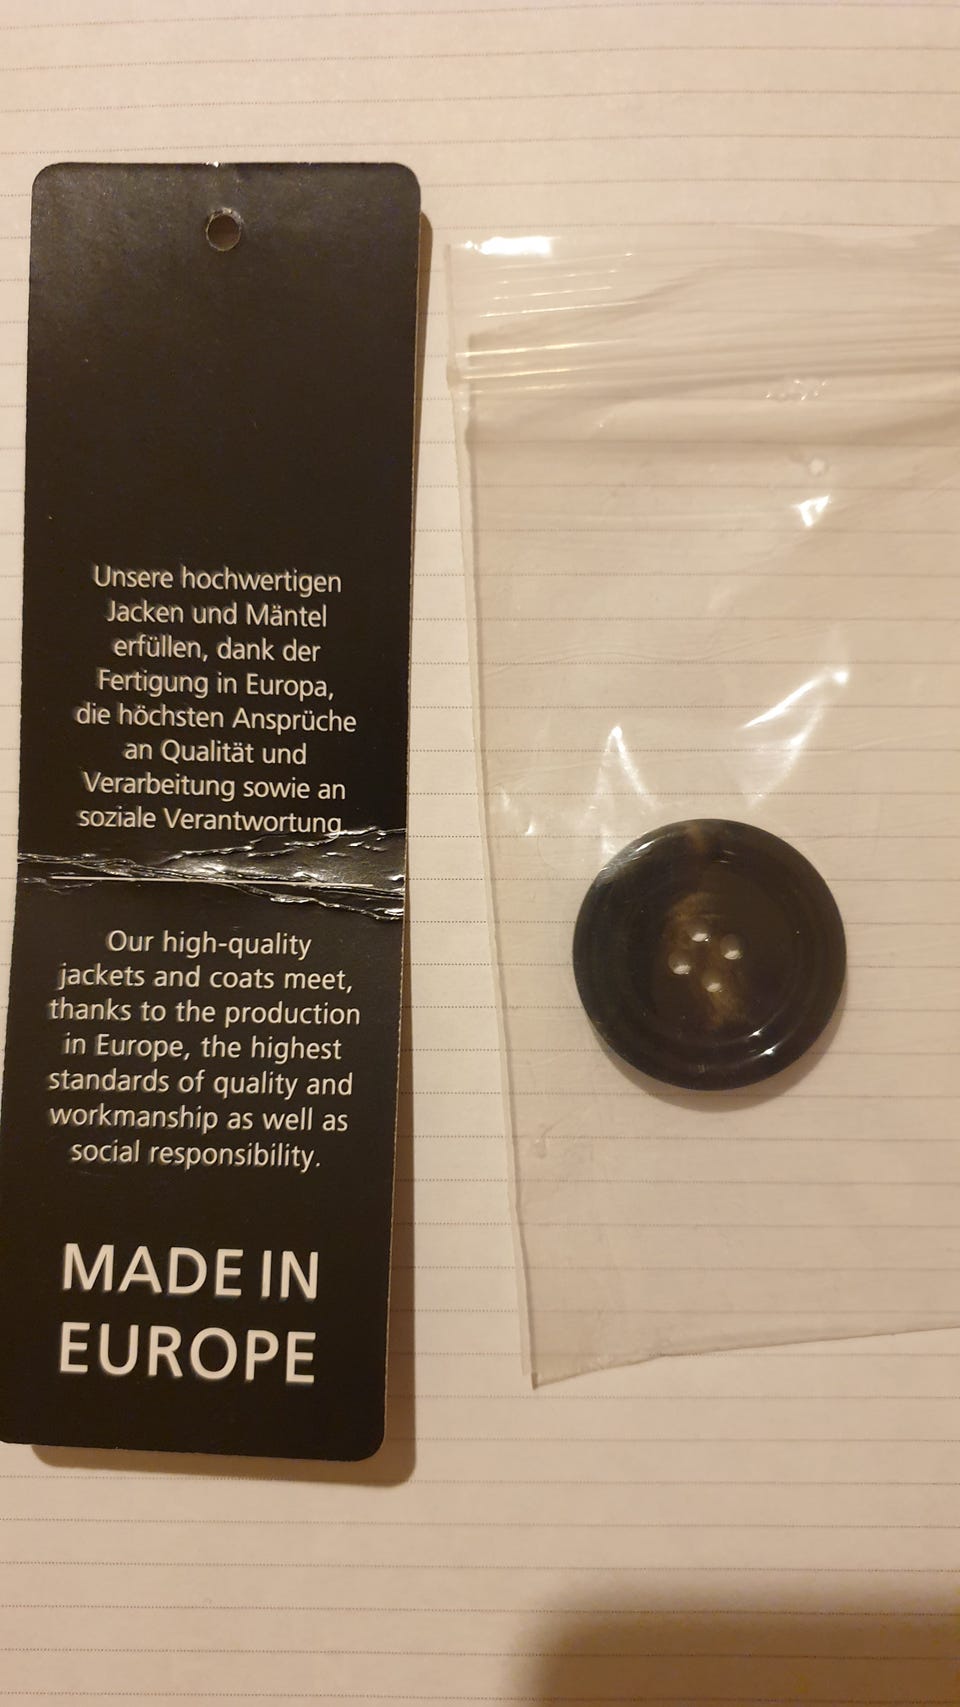 Unsere hochwertigen
Jacken und Mäntel
erfüllen, dank der
Fertigung in Europa,
die höchsten Ansprüche
an Qualität und
Verarbeitung sowie an
soziale Verantwortung.
Our high-quality
jackets and coats meet,
thanks to the production
in Europe, the highest
standards of quality and
workmanship as well as
social responsibility.
MADE IN
EUROPE